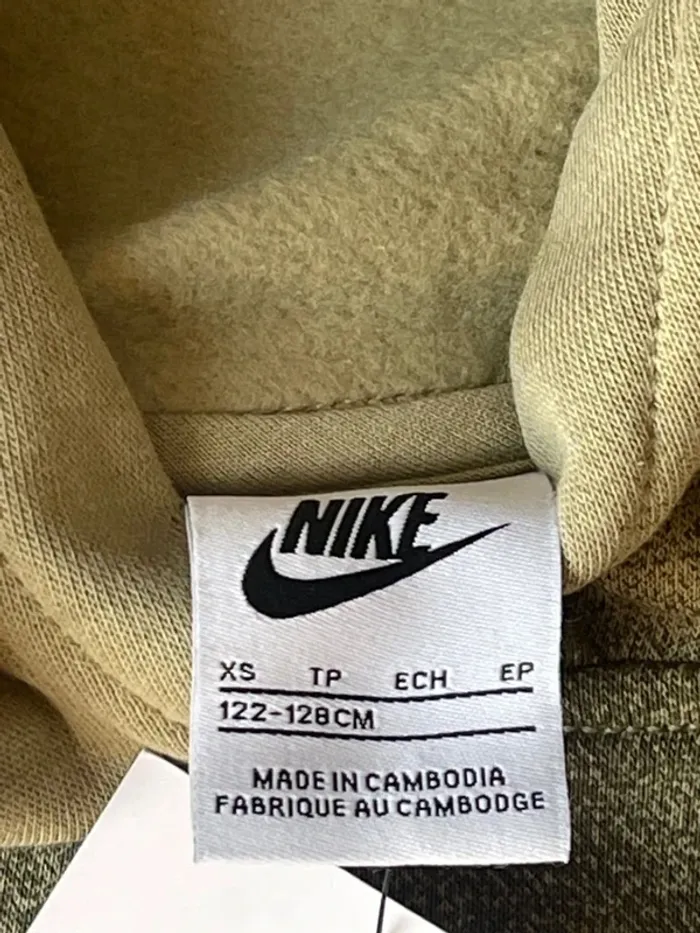 NIKE
XS TP ECH EP
122-128CM
MADE IN CAMBODIA
FABRIQUE AU CAMBODGE